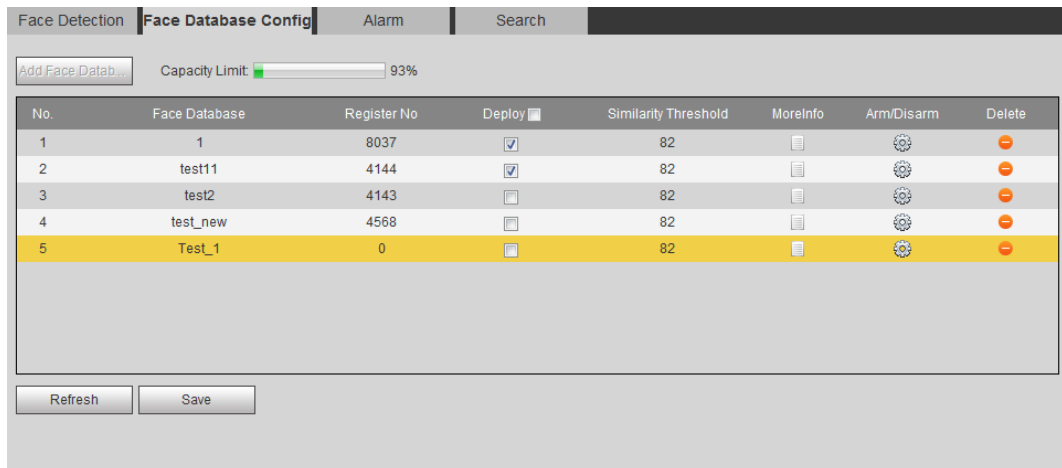 Face Detection Face Database Config Alarm Search
Add Face Datab... Capacity Limit: 93%
No. Face Database Register No Deploy Similarity Threshold MoreInfo Arm/Disarm Delete
1 1 8037 82
2 test11 4144 82
3 test2 4143 82
4 test_new 4568 82
5 Test_1 0 82
Refresh Save